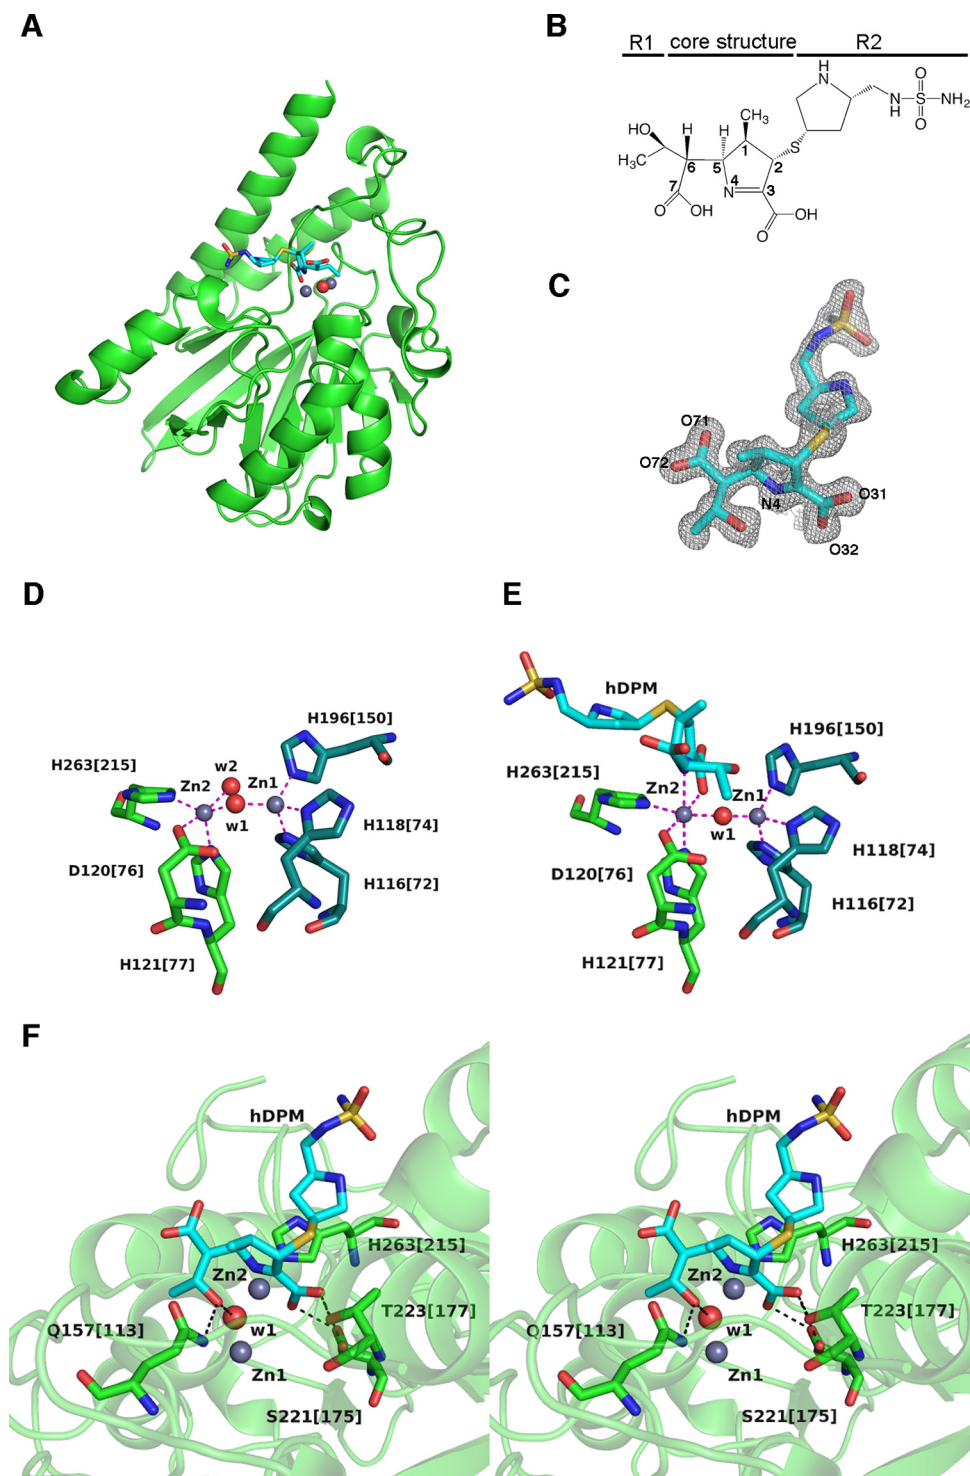 A
B
R1 core structure R2
H
N
O
N
H
S
NH2
O
CH3
HO
H
H
S
H3C
1
2
5
6
7
N
4
3
O
OH
OH
O
C
O71
O72
N4
O31
O32
D
H196[150]
H263[215]
w2
Zn2
Zn1
w1
H118[74]
D120[76]
H116[72]
H121[77]
E
hDPM
H196[150]
H263[215]
Zn2
Zn1
w1
H118[74]
D120[76]
H116[72]
H121[77]
F
hDPM
H263[215]
Zn2
T223[177]
Q157[113]
w1
Zn1
S221[175]
hDPM
H263[215]
Zn2
T223[177]
Q157[113]
w1
Zn1
S221[175]